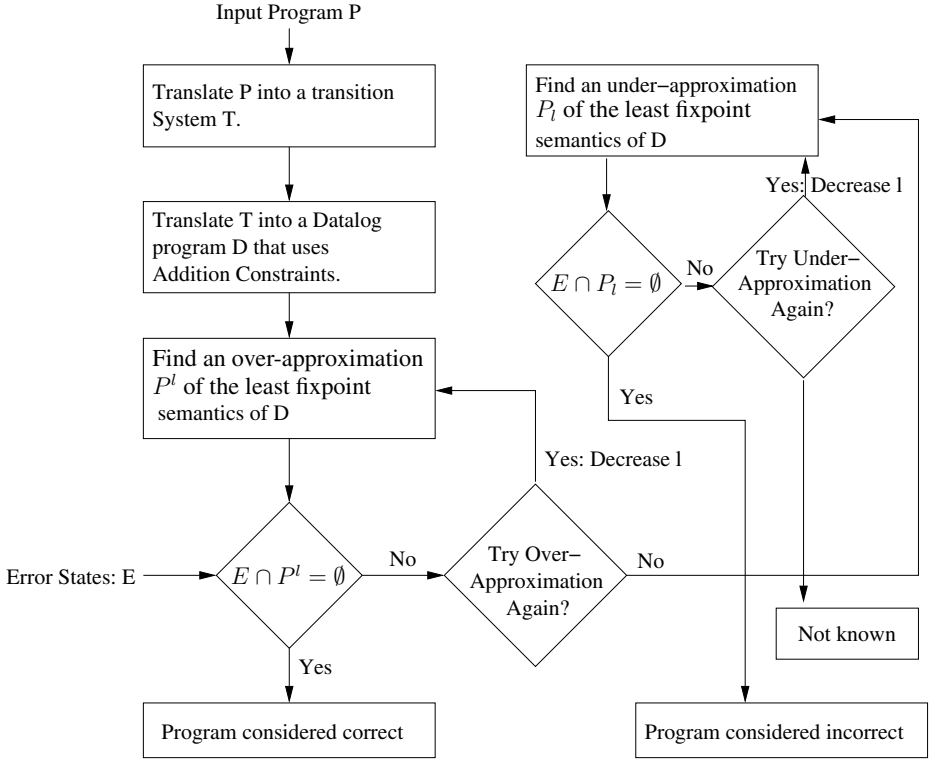 Input Program P
Translate P into a transition
System T.
Translate T into a Datalog
program D that uses
Addition Constraints.
Find an over-approximation
P^l of the least fixpoint
semantics of D
Yes: Decrease l
Error States: E
E ∩ P^l = ∅
No
Try Over−
Approximation
Again?
No
Yes
Program considered correct
Find an under−approximation
P_l of the least fixpoint
semantics of D
Yes: Decrease l
E ∩ P_l = ∅
No
Try Under−
Approximation
Again?
Yes
Not known
Program considered incorrect